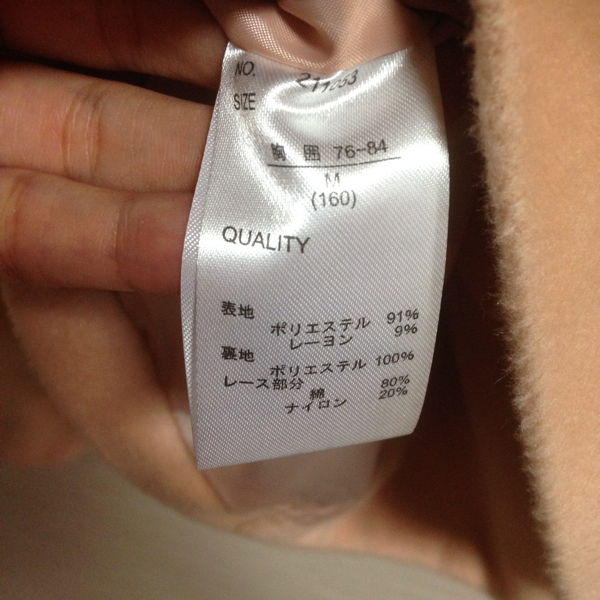 NO.
SIZE
胸 囲 76-84
M
(160)
QUALITY
表地
ポリエステル 91%
レーヨン 9%
裏地
ポリエステル 100%
レース部分
綿 80%
ナイロン 20%